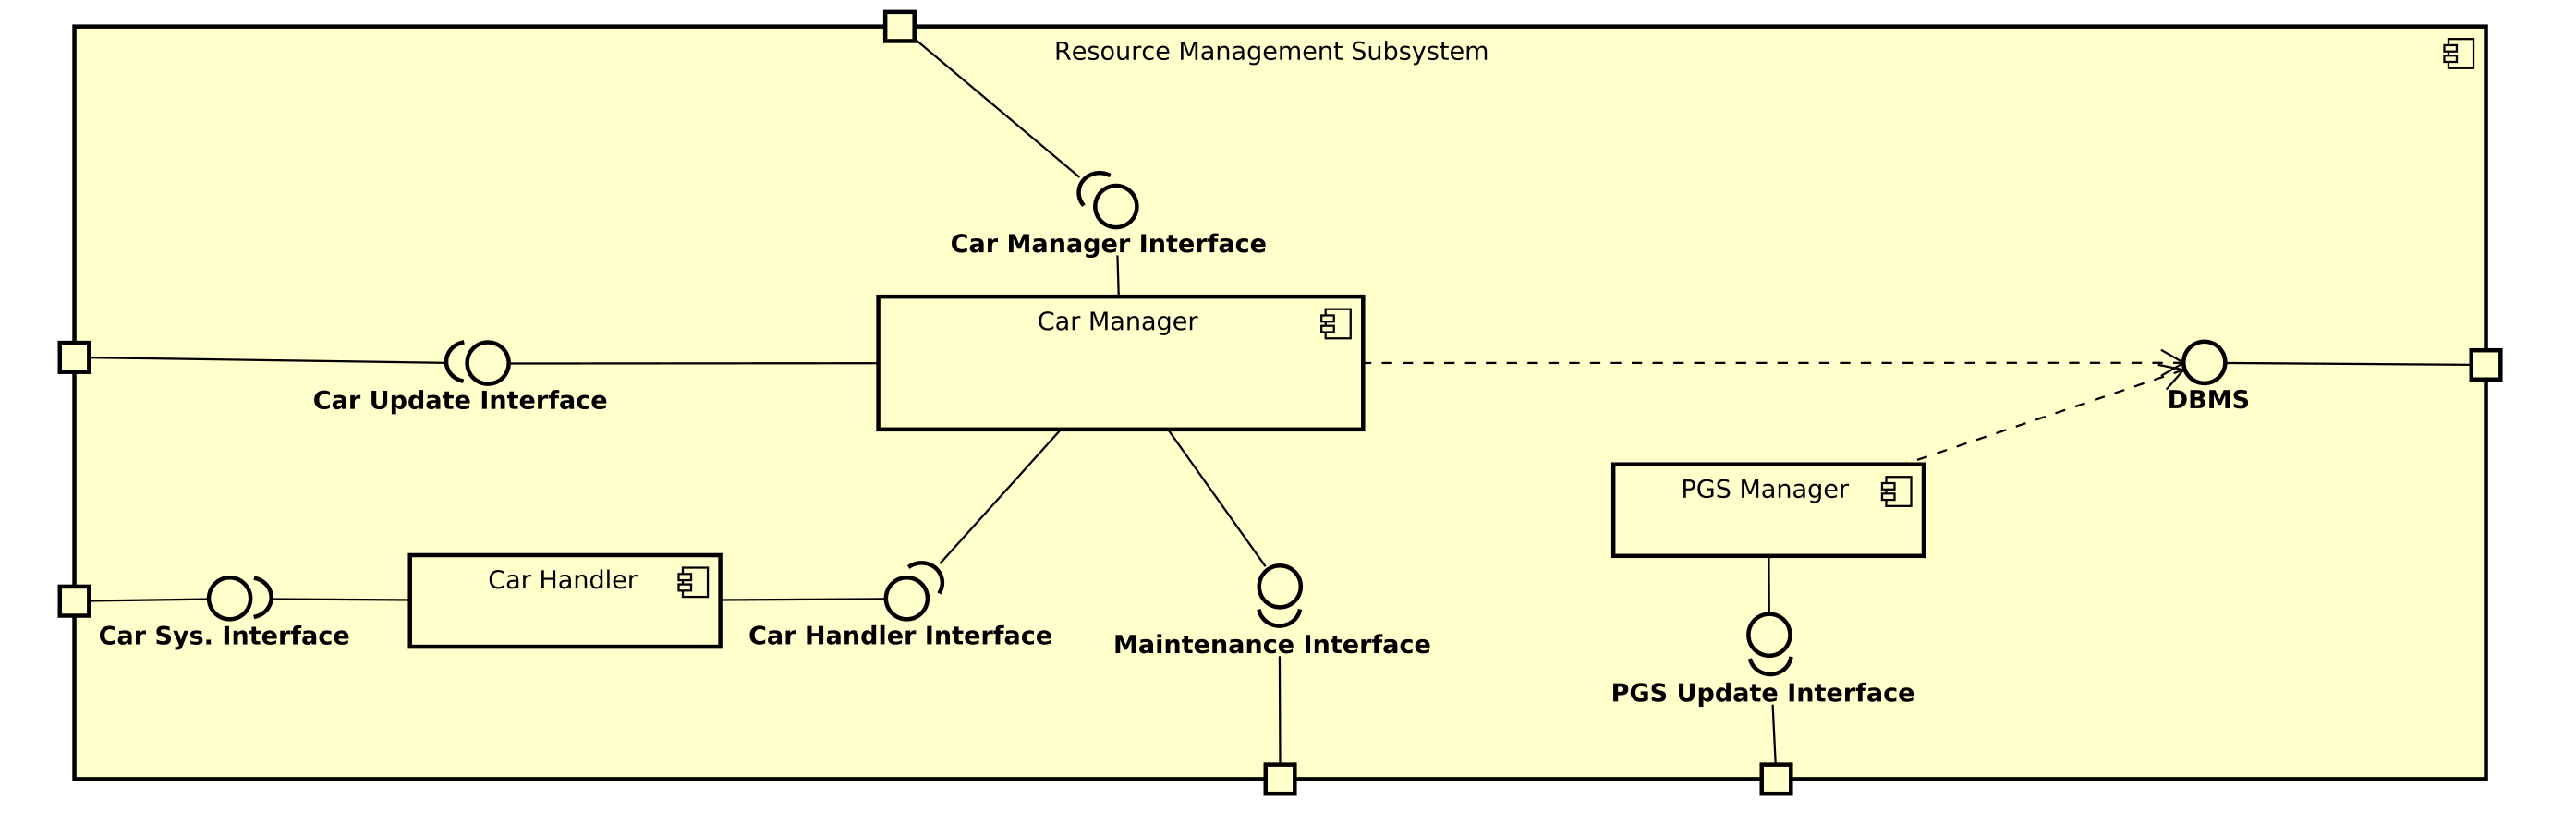 Resource Management Subsystem
Car Manager Interface
Car Manager
Car Update Interface
DBMS
PGS Manager
Car Handler
Car Sys. Interface
Car Handler Interface
Maintenance Interface
PGS Update Interface